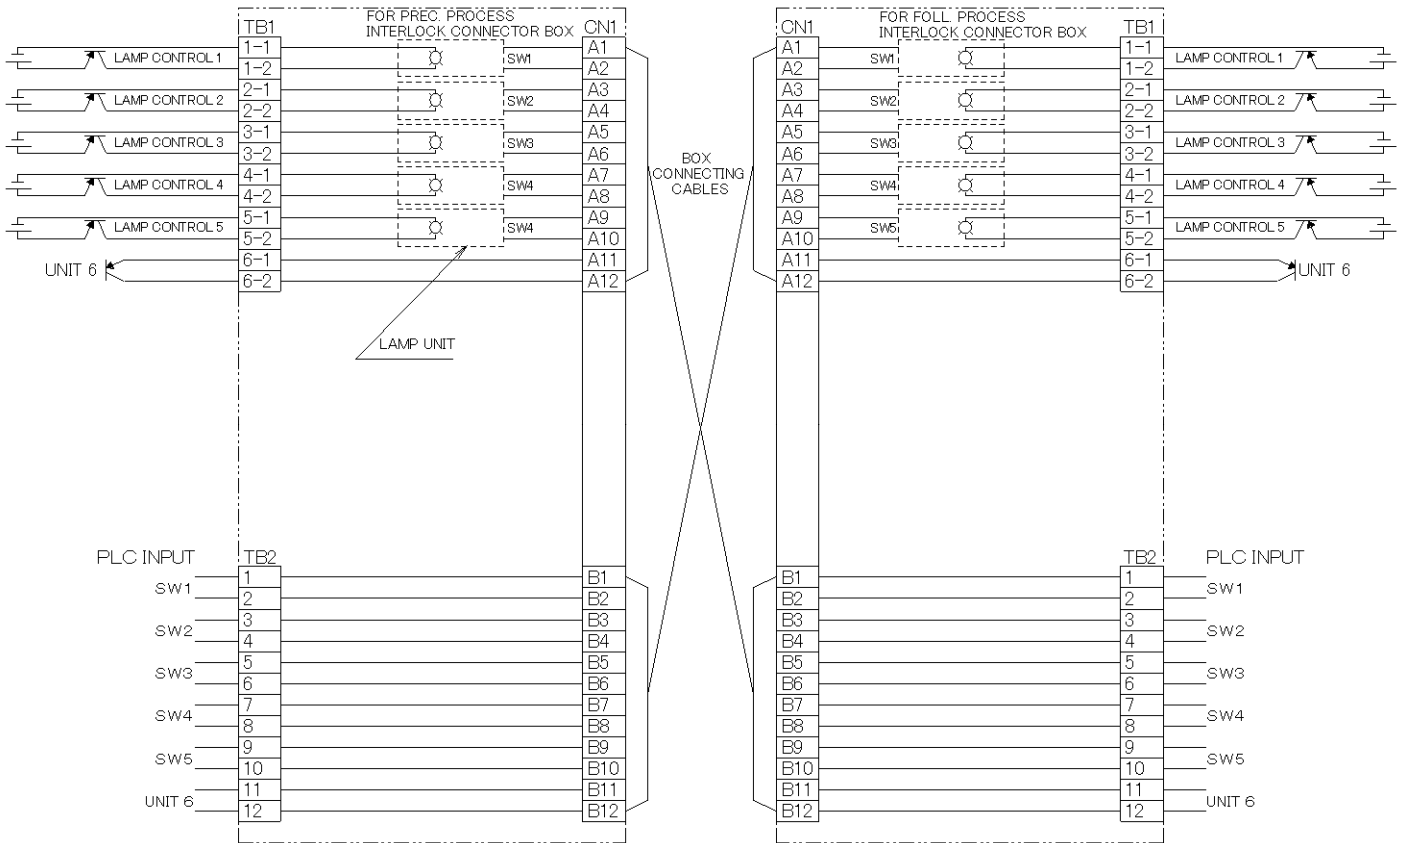 FOR PREC. PROCESS
INTERLOCK CONNECTOR BOX
TB1
CN1
1-1
A1
LAMP CONTROL 1
SW1
1-2
A2
2-1
A3
LAMP CONTROL 2
SW2
2-2
A4
3-1
A5
LAMP CONTROL 3
SW3
3-2
A6
4-1
A7
LAMP CONTROL 4
SW4
4-2
A8
5-1
A9
LAMP CONTROL 5
SW4
5-2
A10
6-1
A11
UNIT 6
6-2
A12
LAMP UNIT
BOX
CONNECTING
CABLES
FOR FOLL. PROCESS
INTERLOCK CONNECTOR BOX
CN1
TB1
A1
1-1
SW1
LAMP CONTROL 1
A2
1-2
A3
2-1
SW2
LAMP CONTROL 2
A4
2-2
A5
3-1
SW3
LAMP CONTROL 3
A6
3-2
A7
4-1
SW4
LAMP CONTROL 4
A8
4-2
A9
5-1
SW5
LAMP CONTROL 5
A10
5-2
A11
6-1
UNIT 6
A12
6-2
PLC INPUT
TB2
1
B1
SW1
2
B2
3
B3
SW2
4
B4
5
B5
SW3
6
B6
7
B7
SW4
8
B8
9
B9
SW5
10
B10
11
B11
UNIT 6
12
B12
TB2
PLC INPUT
B1
1
SW1
B2
2
B3
3
SW2
B4
4
B5
5
SW3
B6
6
B7
7
SW4
B8
8
B9
9
SW5
B10
10
B11
11
UNIT 6
B12
12